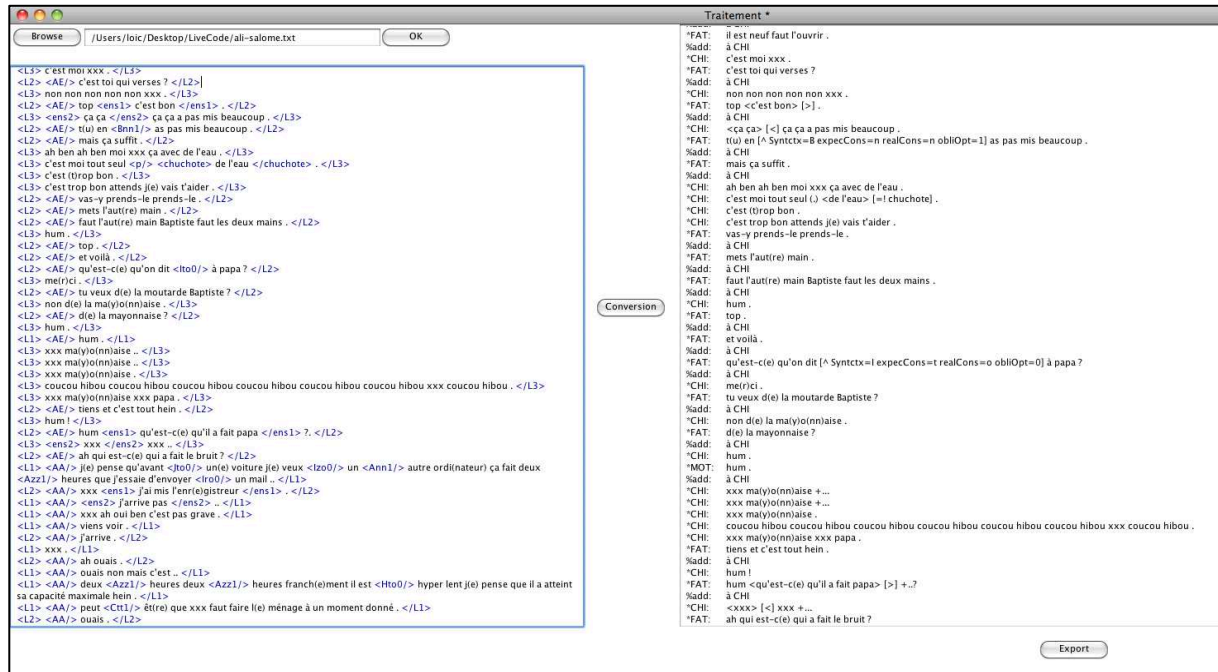 Traitement *
Browse
/Users/loic/Desktop/LiveCode/ali-salome.txt
OK
<L3> c'est moi xxx . </L3>
<L2> <AE/> c'est toi qui verses ? </L2>
<L3> non non non non non xxx . </L3>
<L2> <AE/> top <ens1> c'est bon </ens1> . </L2>
<L3> <ens2> ça ça </ens2> ça ça a pas mis beaucoup . </L3>
<L2> <AE/> t(u) en <Bnn1/> as pas mis beaucoup . </L2>
<L2> <AE/> mais ça suffit . </L2>
<L3> ah ben ah ben moi xxx ça avec de l'eau . </L3>
<L3> c'est moi tout seul <p/> <chuchote> de l'eau </chuchote> . </L3>
<L3> c'est (t)rop bon . </L3>
<L3> c'est trop bon attends j(e) vais t'aider . </L3>
<L2> <AE/> vas-y prends-le prends-le . </L2>
<L2> <AE/> mets l'aut(re) main . </L2>
<L2> <AE/> faut l'aut(re) main Baptiste faut les deux mains . </L2>
<L3> hum . </L3>
<L2> <AE/> top . </L2>
<L2> <AE/> et voilà . </L2>
<L2> <AE/> qu'est-c(e) qu'on dit <Ito0/> à papa ? </L2>
<L3> me(r)ci . </L3>
<L2> <AE/> tu veux d(e) la moutarde Baptiste ? </L2>
<L3> non d(e) la ma(y)o(nn)aise . </L3>
<L2> <AE/> d(e) la mayonnaise ? </L2>
<L3> hum . </L3>
<L1> <AE/> hum . </L1>
<L3> xxx ma(y)o(nn)aise .. </L3>
<L3> xxx ma(y)o(nn)aise .. </L3>
<L3> xxx ma(y)o(nn)aise . </L3>
<L3> coucou hibou coucou hibou coucou hibou coucou hibou coucou hibou coucou hibou xxx coucou hibou . </L3>
<L3> xxx ma(y)o(nn)aise xxx papa . </L3>
<L2> <AE/> tiens et c'est tout hein . </L2>
<L3> hum ! </L3>
<L2> <AE/> hum <ens1> qu'est-c(e) qu'il a fait papa </ens1> ?. </L2>
<L3> <ens2> xxx </ens2> xxx .. </L3>
<L2> <AE/> ah qui est-c(e) qui a fait le bruit ? </L2>
<L1> <AA/> j(e) pense qu'avant <Jto0/> un(e) voiture j(e) veux <Izo0/> un <Ann1/> autre ordi(nateur) ça fait deux
<Azz1/> heures que j'essaie d'envoyer <Iro0/> un mail .. </L1>
<L2> <AA/> xxx <ens1> j'ai mis l'enr(e)gistreur </ens1> . </L2>
<L1> <AA/> <ens2> j'arrive pas </ens2> .. </L1>
<L1> <AA/> xxx ah oui ben c'est pas grave . </L1>
<L1> <AA/> viens voir . </L1>
<L2> <AA/> j'arrive . </L2>
<L1> xxx . </L1>
<L2> <AA/> ah ouais . </L2>
<L1> <AA/> ouais non mais c'est .. </L1>
<L1> <AA/> deux <Azz1/> heures deux <Azz1/> heures franch(e)ment il est <Hto0/> hyper lent j(e) pense que il a atteint
sa capacité maximale hein . </L1>
<L1> <AA/> peut <Ctt1/> êt(re) que xxx faut faire l(e) ménage à un moment donné . </L1>
<L2> <AA/> ouais . </L2>
Conversion
*FAT: il est neuf faut l'ouvrir .
%add: à CHI
*CHI: c'est moi xxx .
*FAT: c'est toi qui verses ?
%add: à CHI
*CHI: non non non non non xxx .
*FAT: top <c'est bon> [>] .
%add: à CHI
*CHI: <ça ça> [<] ça ça a pas mis beaucoup .
*FAT: t(u) en [^ Syntctx=B expecCons=n realCons=n obliOpt=1] as pas mis beaucoup .
%add: à CHI
*FAT: mais ça suffit .
%add: à CHI
*CHI: ah ben ah ben moi xxx ça avec de l'eau .
*CHI: c'est moi tout seul (.) <de l'eau> [=! chuchote] .
*CHI: c'est (t)rop bon .
*CHI: c'est trop bon attends j(e) vais t'aider .
*FAT: vas-y prends-le prends-le .
%add: à CHI
*FAT: mets l'aut(re) main .
%add: à CHI
*FAT: faut l'aut(re) main Baptiste faut les deux mains .
%add: à CHI
*CHI: hum .
*FAT: top .
%add: à CHI
*FAT: et voilà .
%add: à CHI
*FAT: qu'est-c(e) qu'on dit [^ Syntctx=I expecCons=t realCons=o obliOpt=0] à papa ?
%add: à CHI
*CHI: me(r)ci .
*FAT: tu veux d(e) la moutarde Baptiste ?
%add: à CHI
*CHI: non d(e) la ma(y)o(nn)aise .
*FAT: d(e) la mayonnaise ?
%add: à CHI
*CHI: hum .
*MOT: hum .
%add: à CHI
*CHI: xxx ma(y)o(nn)aise +...
*CHI: xxx ma(y)o(nn)aise +...
*CHI: xxx ma(y)o(nn)aise .
*CHI: coucou hibou coucou hibou coucou hibou coucou hibou coucou hibou coucou hibou xxx coucou hibou .
*CHI: xxx ma(y)o(nn)aise xxx papa .
*FAT: tiens et c'est tout hein .
%add: à CHI
*CHI: hum !
*FAT: hum <qu'est-c(e) qu'il a fait papa> [>] +..?
%add: à CHI
*CHI: <xxx> [<] xxx +...
*FAT: ah qui est-c(e) qui a fait le bruit ?
Export